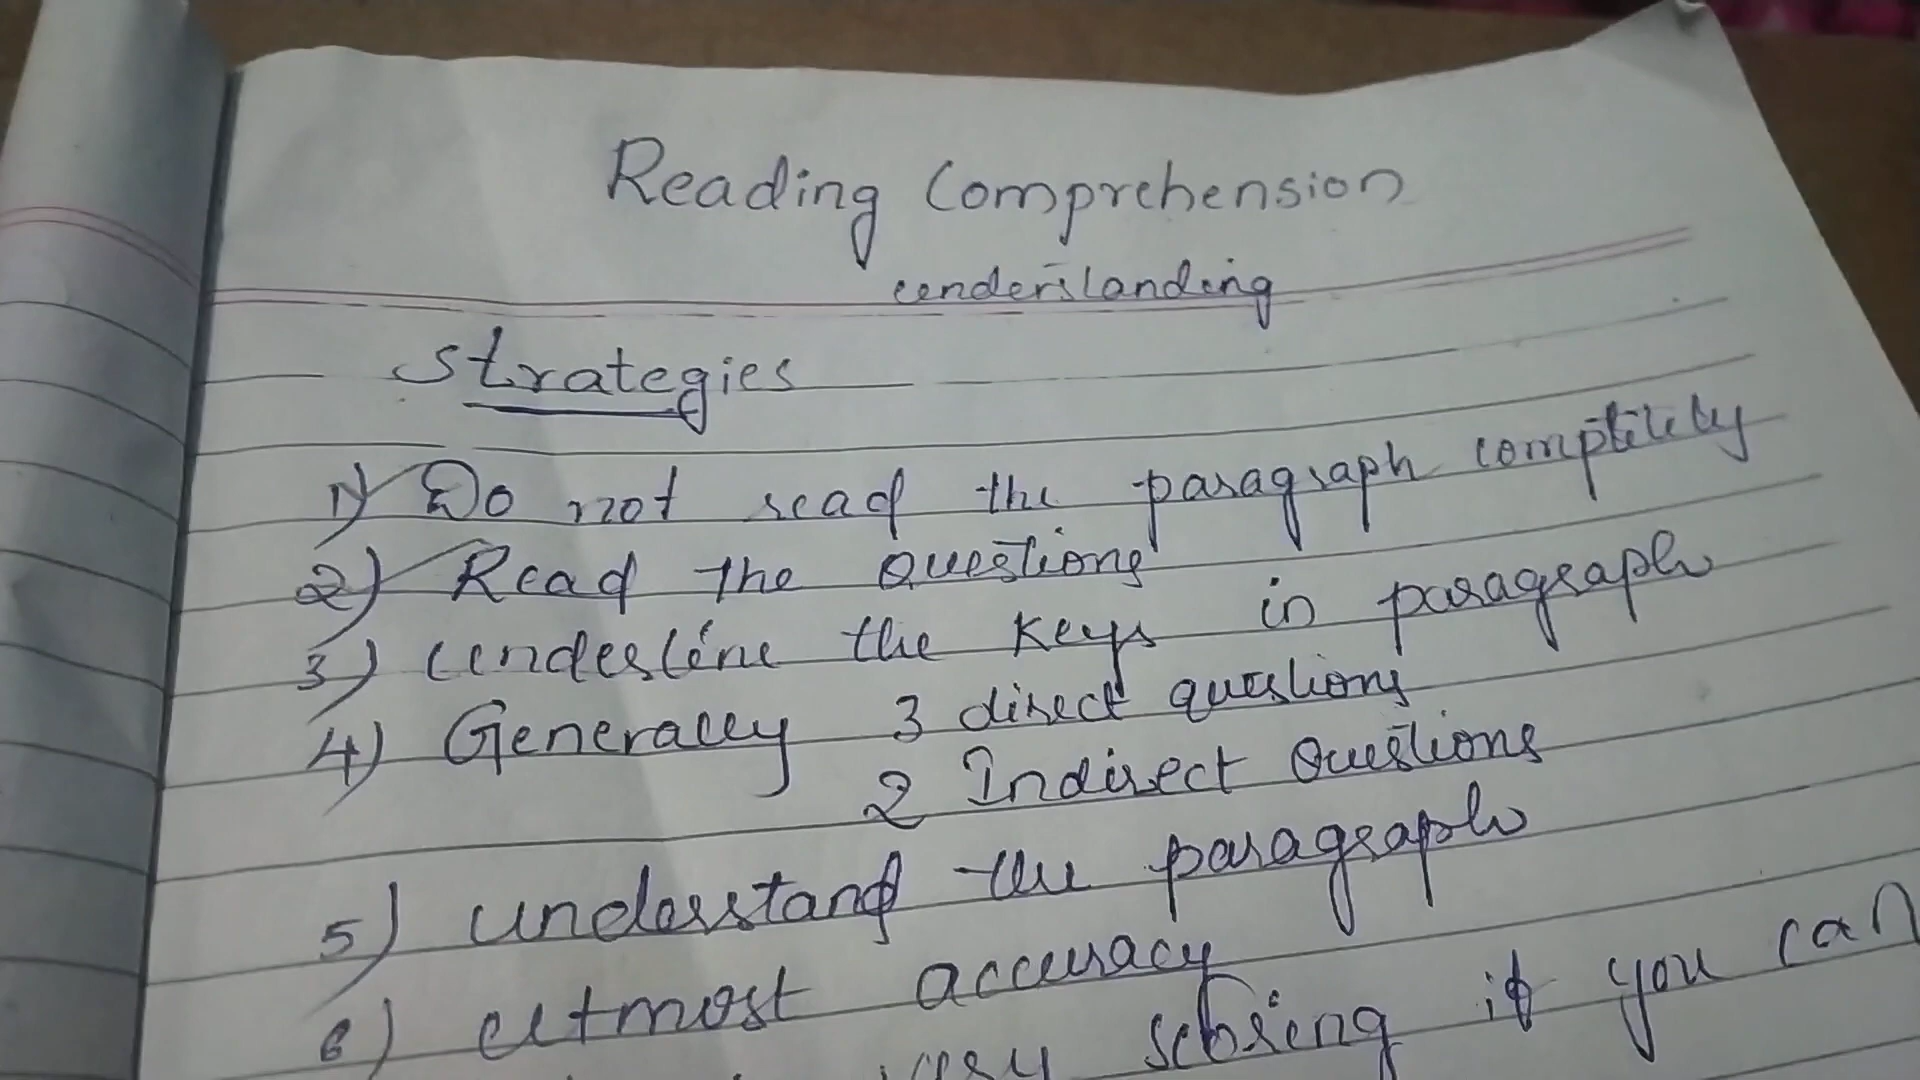 Reading Comprehension
understanding
Strategies
1) Do not read the paragraph complitely
2) Read the Questions
3) underline the keys in paragraph
4) Generally 3 direct questions
2 Indirect Questions
5) understand the paragraph
6) utmost accuracy
very scoring if you can